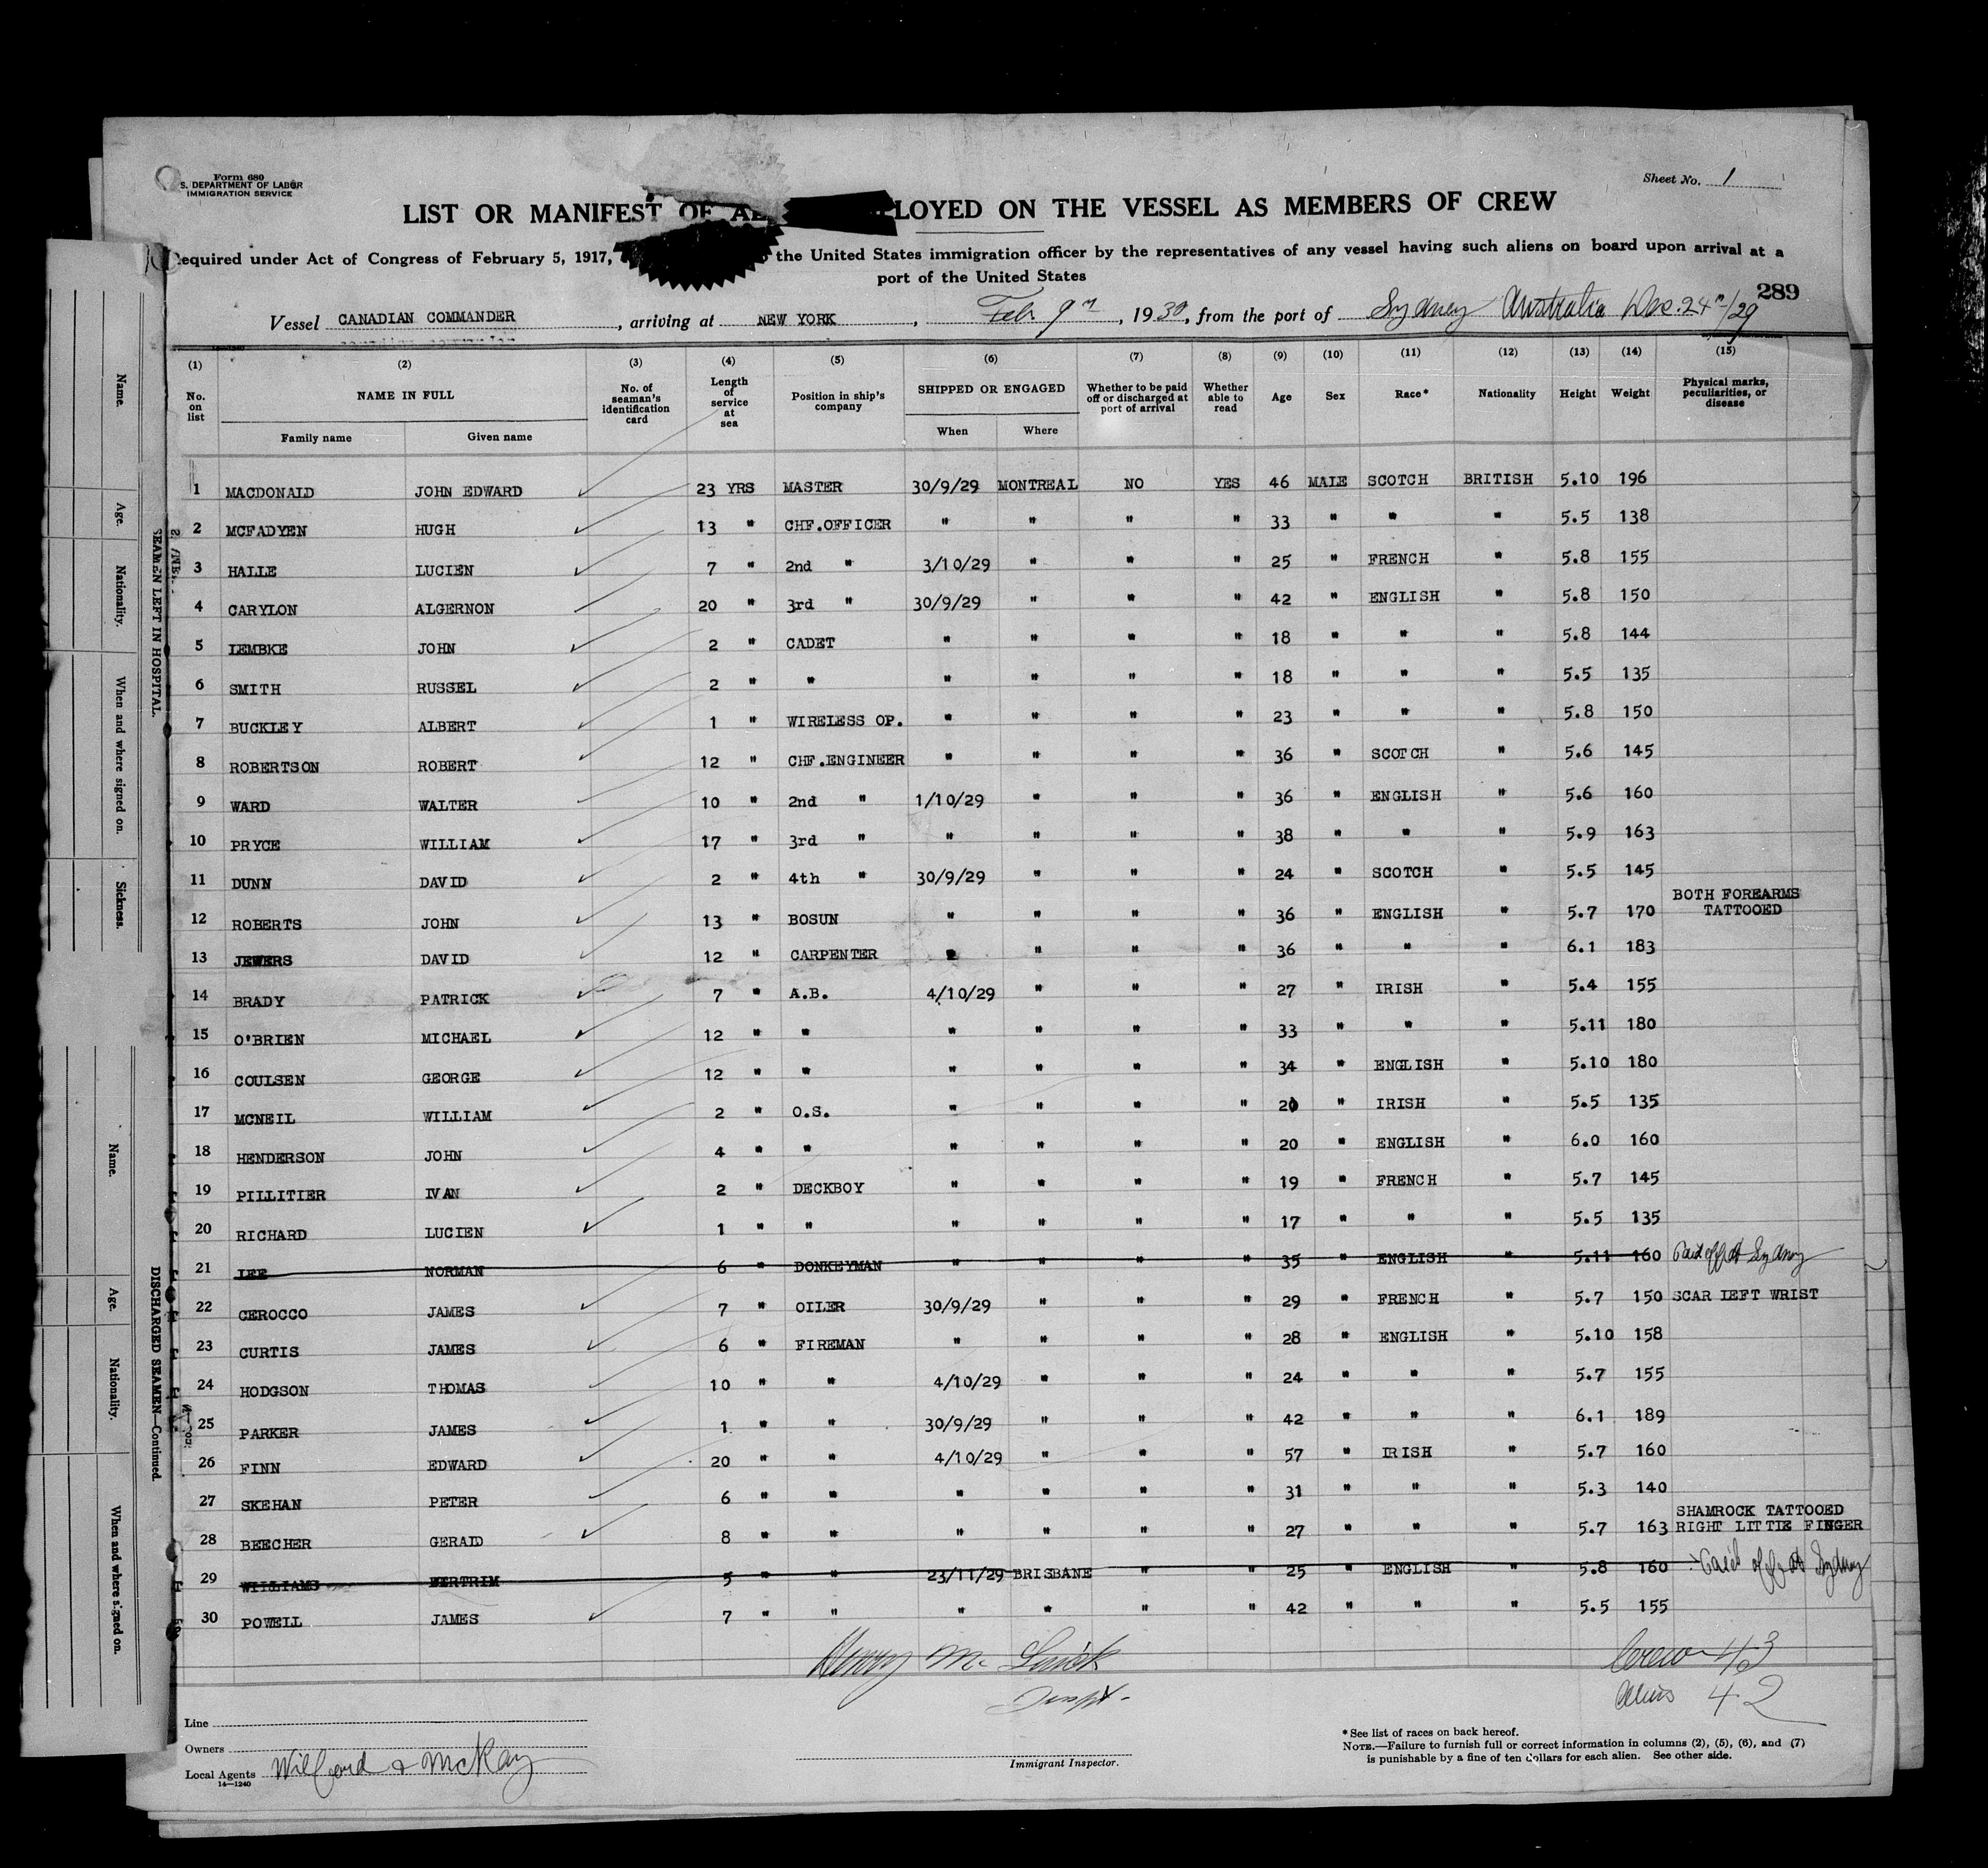 Form 680
S. DEPARTMENT OF LABOR
IMMIGRATION SERVICE
Sheet No. 1
LIST OR MANIFEST OF AL LOYED ON THE VESSEL AS MEMBERS OF CREW
equired under Act of Congress of February 5, 1917, the United States immigration officer by the representatives of any vessel having such aliens on board upon arrival at a
port of the United States
289
Vessel CANADIAN COMMANDER, arriving at NEW YORK, Feb. 9th, 1930, from the port of Sydney Australia Dec. 24th/29
(1) (2) (3) (4) (5) (6) (7) (8) (9) (10) (11) (12) (13) (14) (15)
No. on list NAME IN FULL No. of seaman's identification card Length of service at sea Position in ship's company SHIPPED OR ENGAGED Whether to be paid off or discharged at port of arrival Whether able to read Age Sex Race* Nationality Height Weight Physical marks, peculiarities, or disease
Family name Given name When Where
1 MACDONALD JOHN EDWARD 23 YRS MASTER 30/9/29 MONTREAL NO YES 46 MALE SCOTCH BRITISH 5.10 196
2 MCFADYEN HUGH 13 " CHF.OFFICER " " " " 33 " " " 5.5 138
3 HALLE LUCIEN 7 " 2nd " 3/10/29 " " " 25 " FRENCH " 5.8 155
4 CARYLON ALGERNON 20 " 3rd " 30/9/29 " " " 42 " ENGLISH " 5.8 150
5 LEMBKE JOHN 2 " CADET " " " " 18 " " " 5.8 144
6 SMITH RUSSEL 2 " " " " " " 18 " " " 5.5 135
7 BUCKLEY ALBERT 1 " WIRELESS OP. " " " " 23 " " " 5.8 150
8 ROBERTSON ROBERT 12 " CHF.ENGINEER " " " " 36 " SCOTCH " 5.6 145
9 WARD WALTER 10 " 2nd " 1/10/29 " " " 36 " ENGLISH " 5.6 160
10 PRYCE WILLIAM 17 " 3rd " " " " " 38 " " " 5.9 163
11 DUNN DAVID 2 " 4th " 30/9/29 " " " 24 " SCOTCH " 5.5 145
12 ROBERTS JOHN 13 " BOSUN " " " " 36 " ENGLISH " 5.7 170 BOTH FOREARMS TATTOOED
13 JEWERS DAVID 12 " CARPENTER " " " " 36 " " " 6.1 183
14 BRADY PATRICK 7 " A.B. 4/10/29 " " " 27 " IRISH " 5.4 155
15 O'BRIEN MICHAEL 12 " " " " " " 33 " " " 5.11 180
16 COULSEN GEORGE 12 " " " " " " 34 " ENGLISH " 5.10 180
17 MCNEIL WILLIAM 2 " O.S. " " " " 20 " IRISH " 5.5 135
18 HENDERSON JOHN 4 " " " " " " 20 " ENGLISH " 6.0 160
19 PILLITIER IVAN 2 " DECKBOY " " " " 19 " FRENCH " 5.7 145
20 RICHARD LUCIEN 1 " " " " " " 17 " " " 5.5 135
21 LEE NORMAN 6 " DONKEYMAN " " " " 35 " ENGLISH " 5.11 160 Paid off at Sydney
22 CEROCCO JAMES 7 " OILER 30/9/29 " " " 29 " FRENCH " 5.7 150 SCAR LEFT WRIST
23 CURTIS JAMES 6 " FIREMAN " " " " 28 " ENGLISH " 5.10 158
24 HODGSON THOMAS 10 " " 4/10/29 " " " 24 " " " 5.7 155
25 PARKER JAMES 1 " " 30/9/29 " " " 42 " " " 6.1 189
26 FINN EDWARD 20 " " 4/10/29 " " " 57 " IRISH " 5.7 160
27 SKEHAN PETER 6 " " " " " " 31 " " " 5.3 140
28 BEECHER GERALD 8 " " " " " " 27 " " " 5.7 163 SHAMROCK TATTOOED RIGHT LITTLE FINGER
29 WILLIAMS BERTRIM 5 " " 23/11/29 BRISBANE " " 25 " ENGLISH " 5.8 160 Paid off at Sydney
30 POWELL JAMES 7 " " " " " " 42 " " " 5.5 155
Henry Mc
Inspt.
Crew 43
Aliens 42
Line
Owners
Local Agents Wilford & McKay
14—1240
Immigrant Inspector.
*See list of races on back hereof.
NOTE.—Failure to furnish full or correct information in columns (2), (5), (6), and (7)
is punishable by a fine of ten dollars for each alien. See other side.
Name.
Age.
Nationality.
When and where signed on.
Sickness.
SEAMEN LEFT IN HOSPITAL.
Name.
Age.
Nationality.
When and where signed on.
DISCHARGED SEAMEN—Continued.